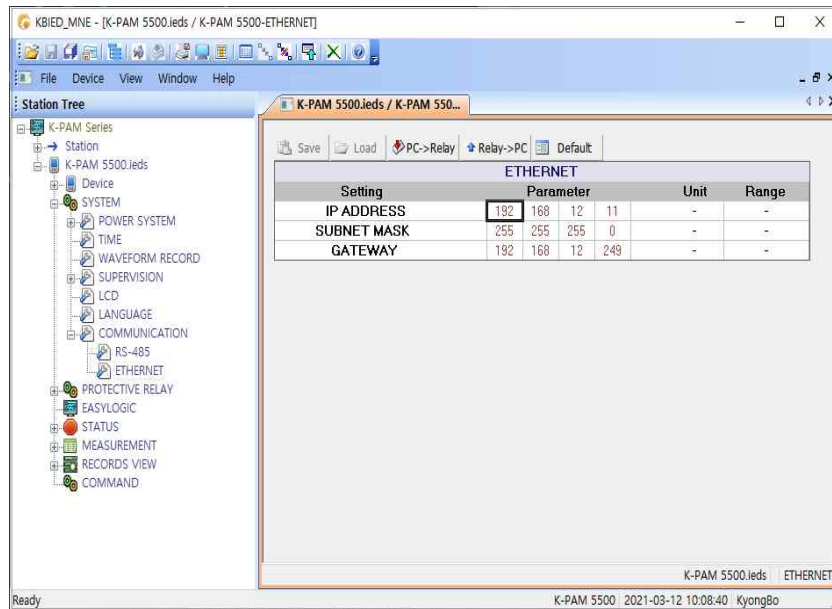 KBIED_MNE - [K-PAM 5500.ieds / K-PAM 5500-ETHERNET]
File Device View Window Help
Station Tree
K-PAM Series
Station
K-PAM 5500.ieds
Device
SYSTEM
POWER SYSTEM
TIME
WAVEFORM RECORD
SUPERVISION
LCD
LANGUAGE
COMMUNICATION
RS-485
ETHERNET
PROTECTIVE RELAY
EASYLOGIC
STATUS
MEASUREMENT
RECORDS VIEW
COMMAND
K-PAM 5500.ieds / K-PAM 550...
Save Load PC->Relay Relay->PC Default
ETHERNET
Setting Parameter Unit Range
IP ADDRESS 192 168 12 11 - -
SUBNET MASK 255 255 255 0 - -
GATEWAY 192 168 12 249 - -
K-PAM 5500.ieds ETHERNET
Ready K-PAM 5500 2021-03-12 10:08:40 KyongBo